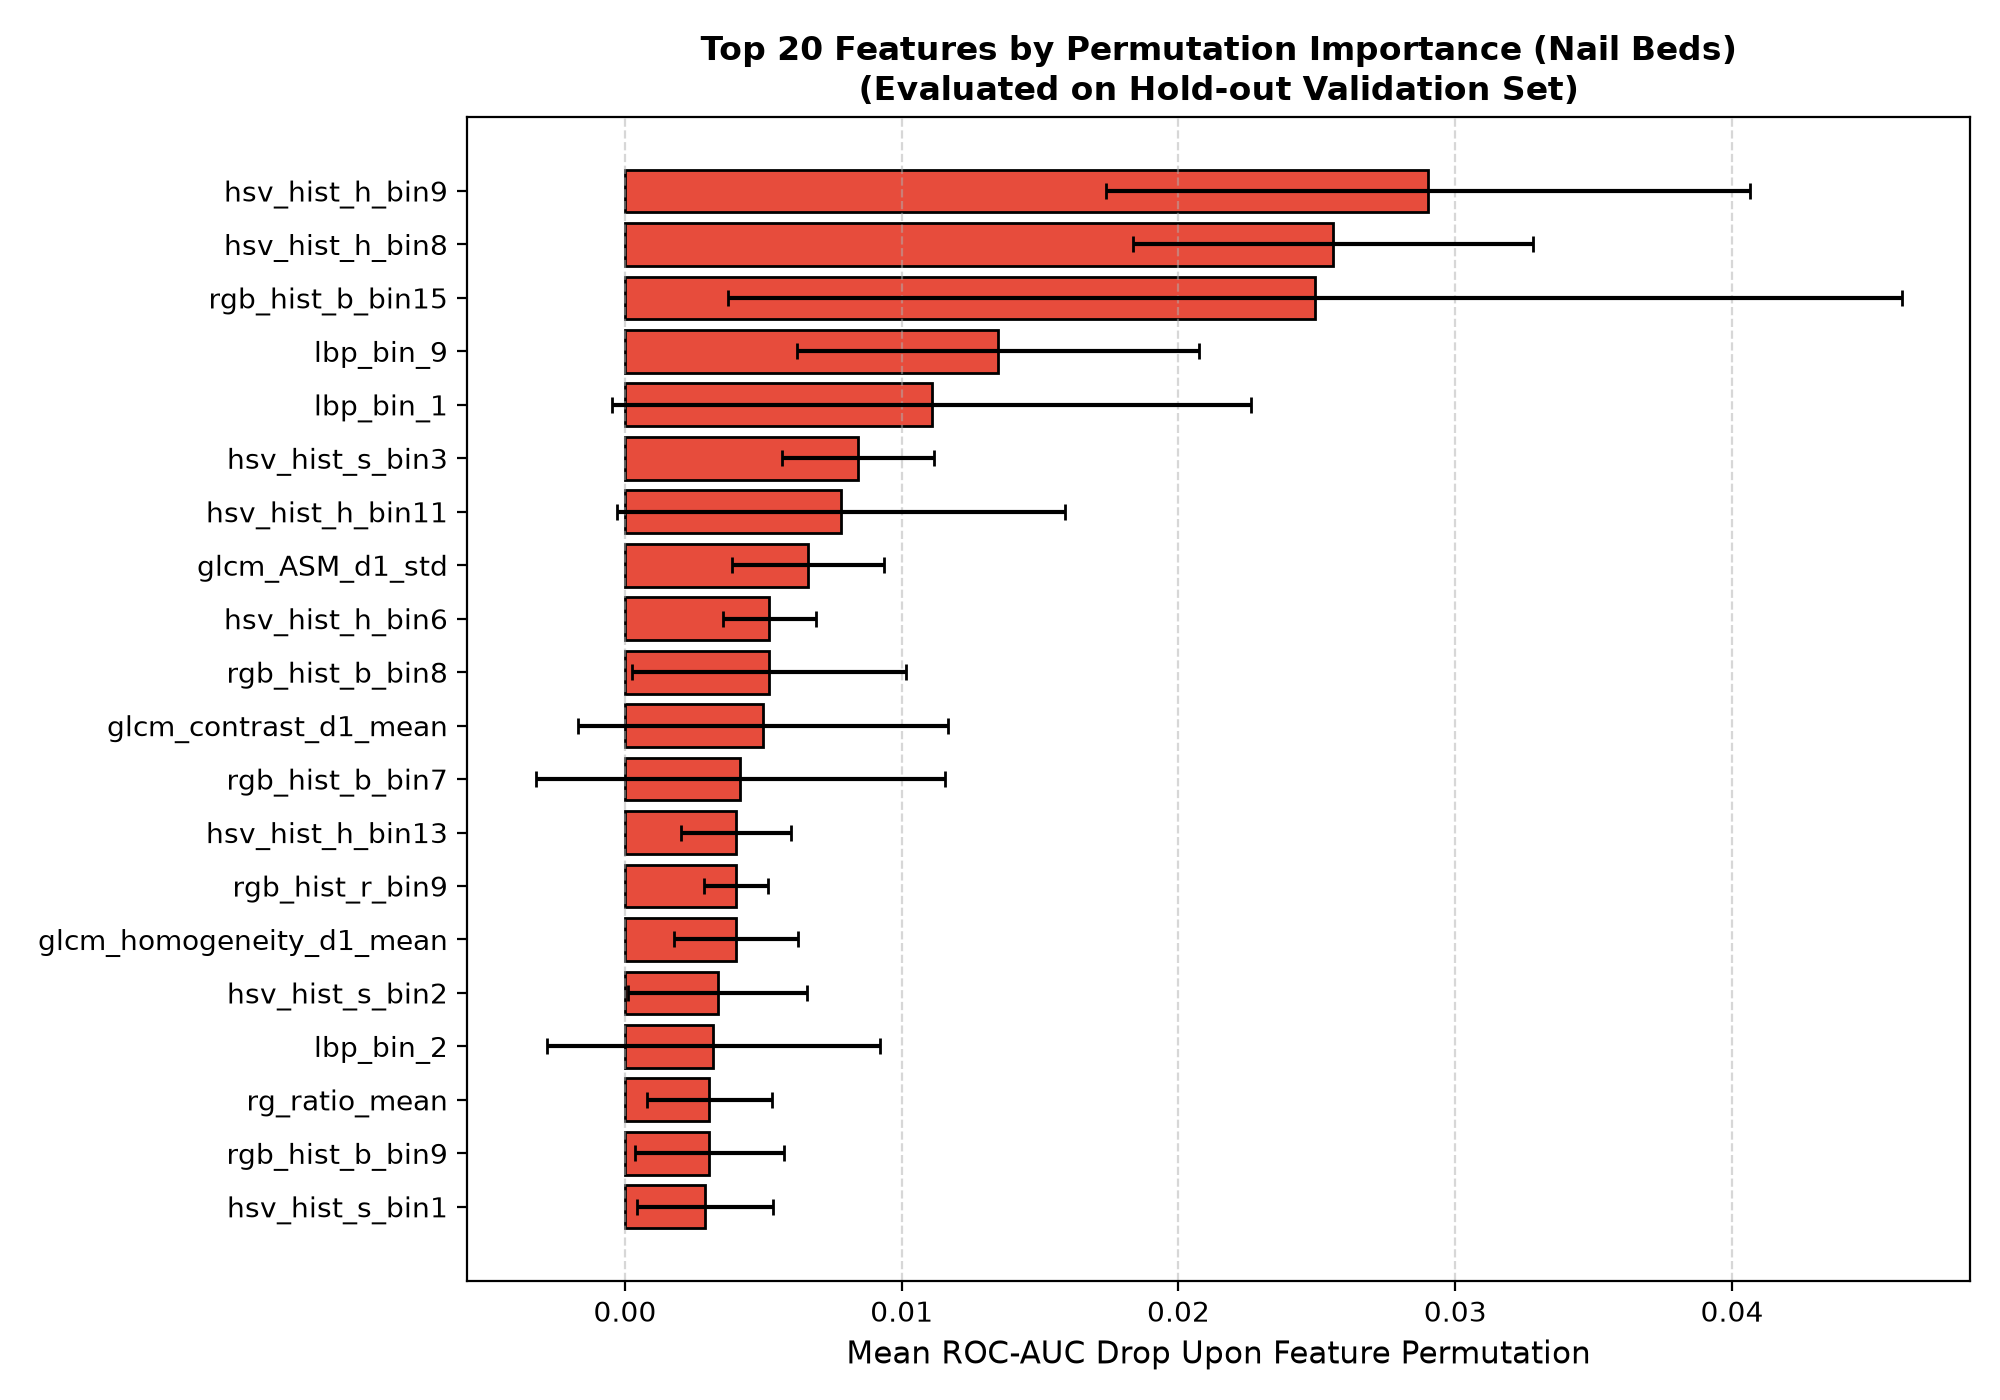 Top 20 Features by Permutation Importance (Nail Beds)
(Evaluated on Hold-out Validation Set)
hsv_hist_h_bin9
hsv_hist_h_bin8
rgb_hist_b_bin15
lbp_bin_9
lbp_bin_1
hsv_hist_s_bin3
hsv_hist_h_bin11
glcm_ASM_d1_std
hsv_hist_h_bin6
rgb_hist_b_bin8
glcm_contrast_d1_mean
rgb_hist_b_bin7
hsv_hist_h_bin13
rgb_hist_r_bin9
glcm_homogeneity_d1_mean
hsv_hist_s_bin2
lbp_bin_2
rg_ratio_mean
rgb_hist_b_bin9
hsv_hist_s_bin1
0.00 0.01 0.02 0.03 0.04
Mean ROC-AUC Drop Upon Feature Permutation